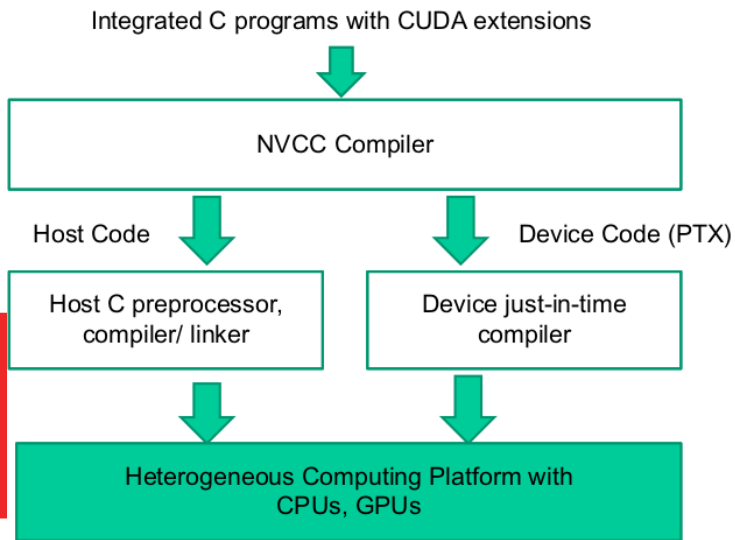 Integrated C programs with CUDA extensions
NVCC Compiler
Host Code
Device Code (PTX)
Host C preprocessor,
compiler/ linker
Device just-in-time
compiler
Heterogeneous Computing Platform with
CPUs, GPUs